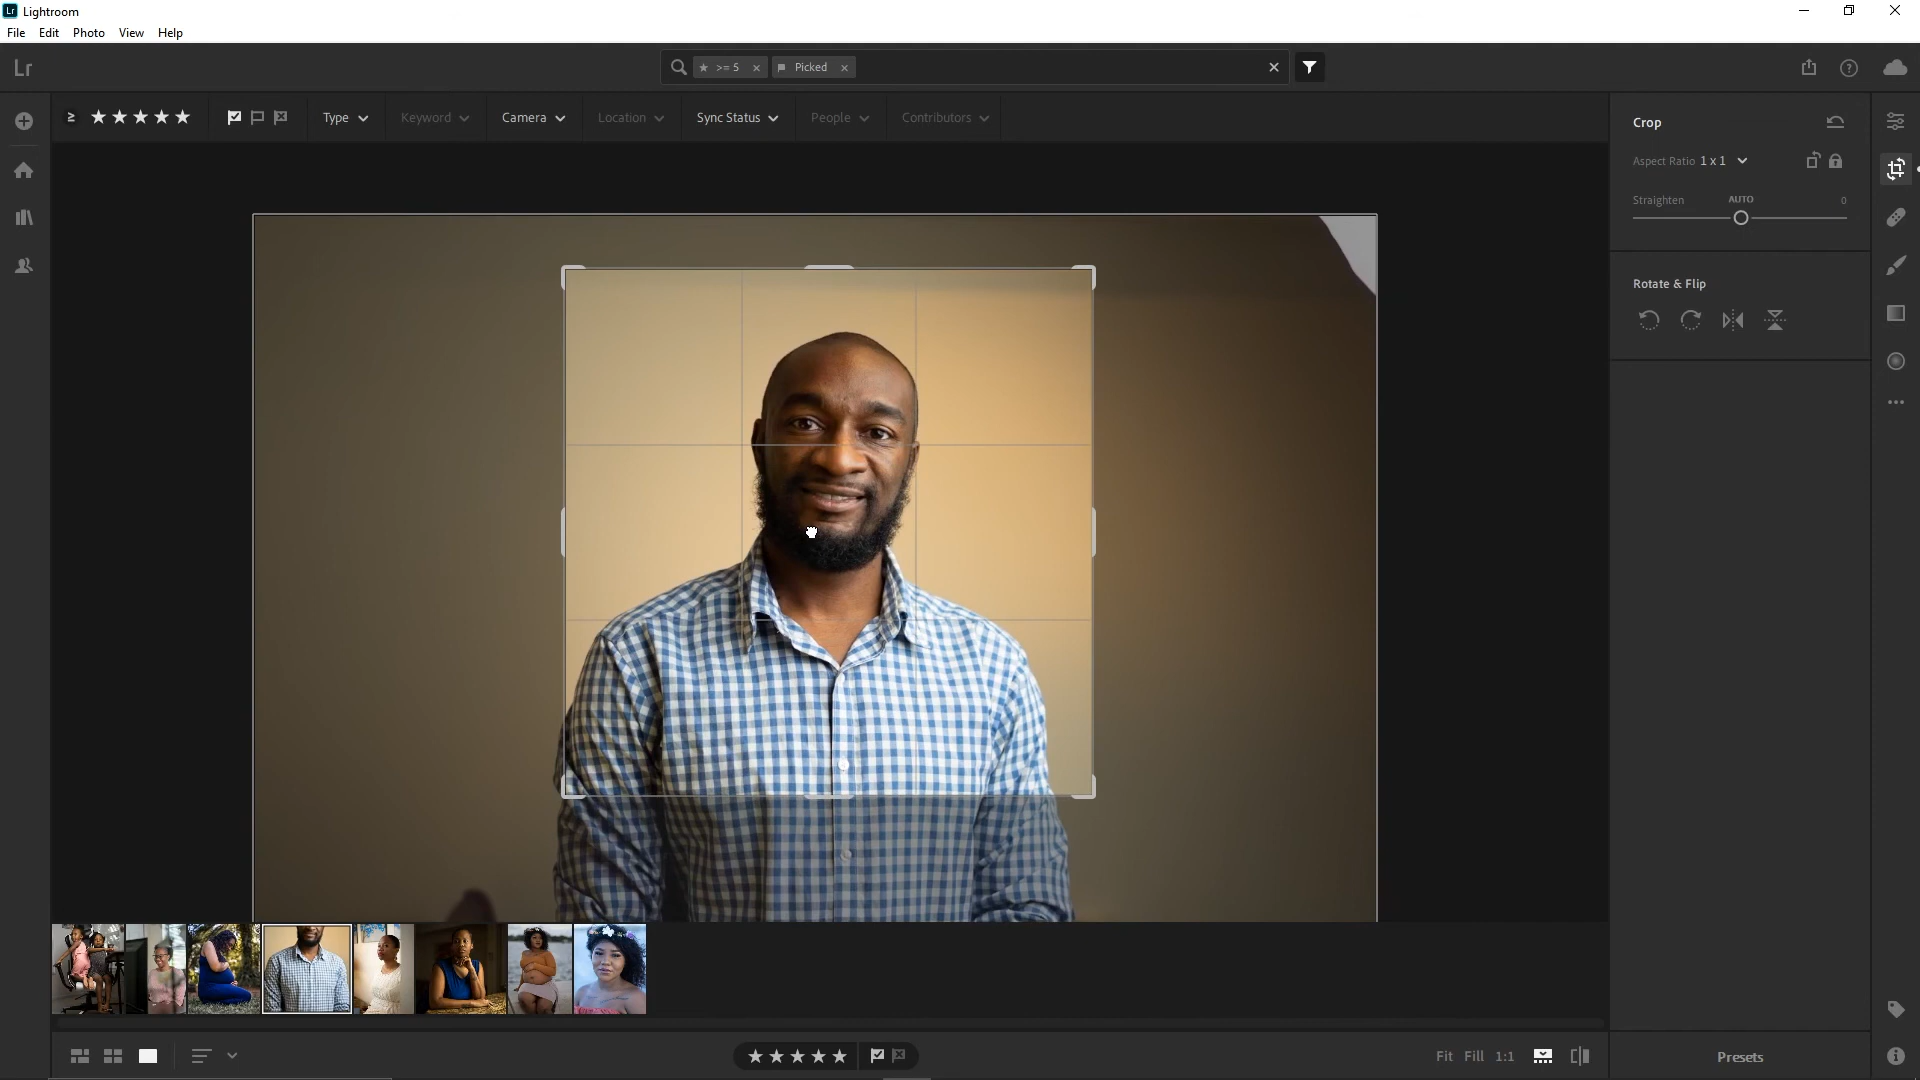 Lr Lightroom
File Edit Photo View Help
Lr
>= 5 Picked
Type Keyword Camera Location Sync Status People Contributors
Crop
Aspect Ratio 1 x 1
Straighten AUTO 0
Rotate & Flip
Fit Fill 1:1
Presets